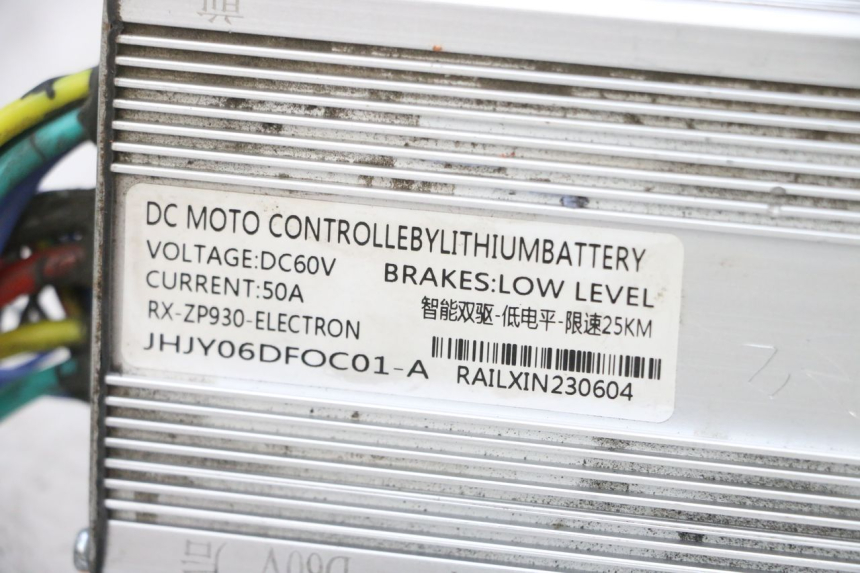 DC MOTO CONTROLLEBYLITHIUMBATTERY
VOLTAGE:DC60V
BRAKES:LOW LEVEL
CURRENT:50A
智能双驱-低电平-限速25KM
RX-ZP930-ELECTRON
JHJY06DFOC01-A
RAILXIN230604